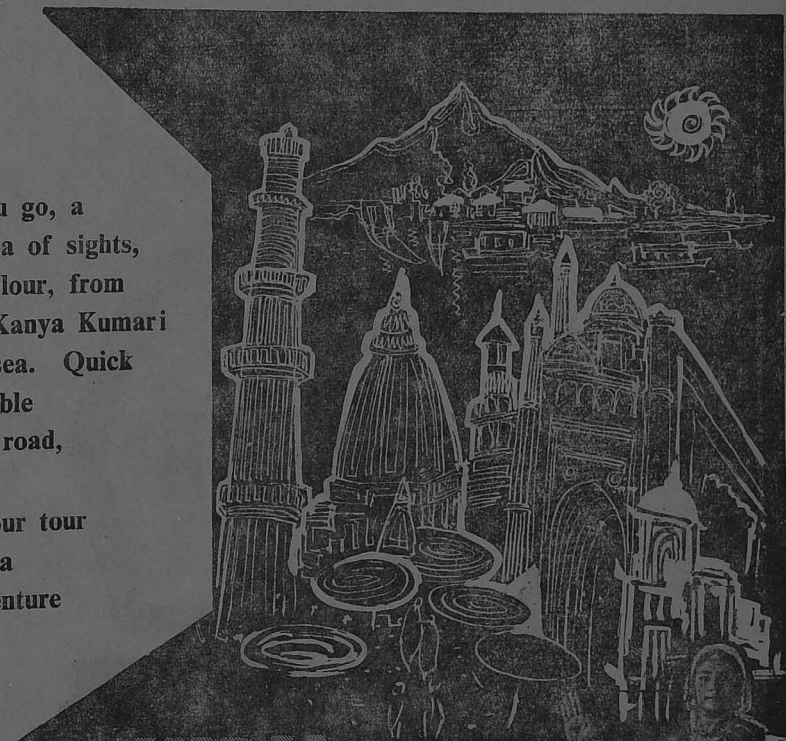 u go, a
a of sights,
lour, from
Kanya Kumari
sea. Quick
ble
road,
our tour
a
enture